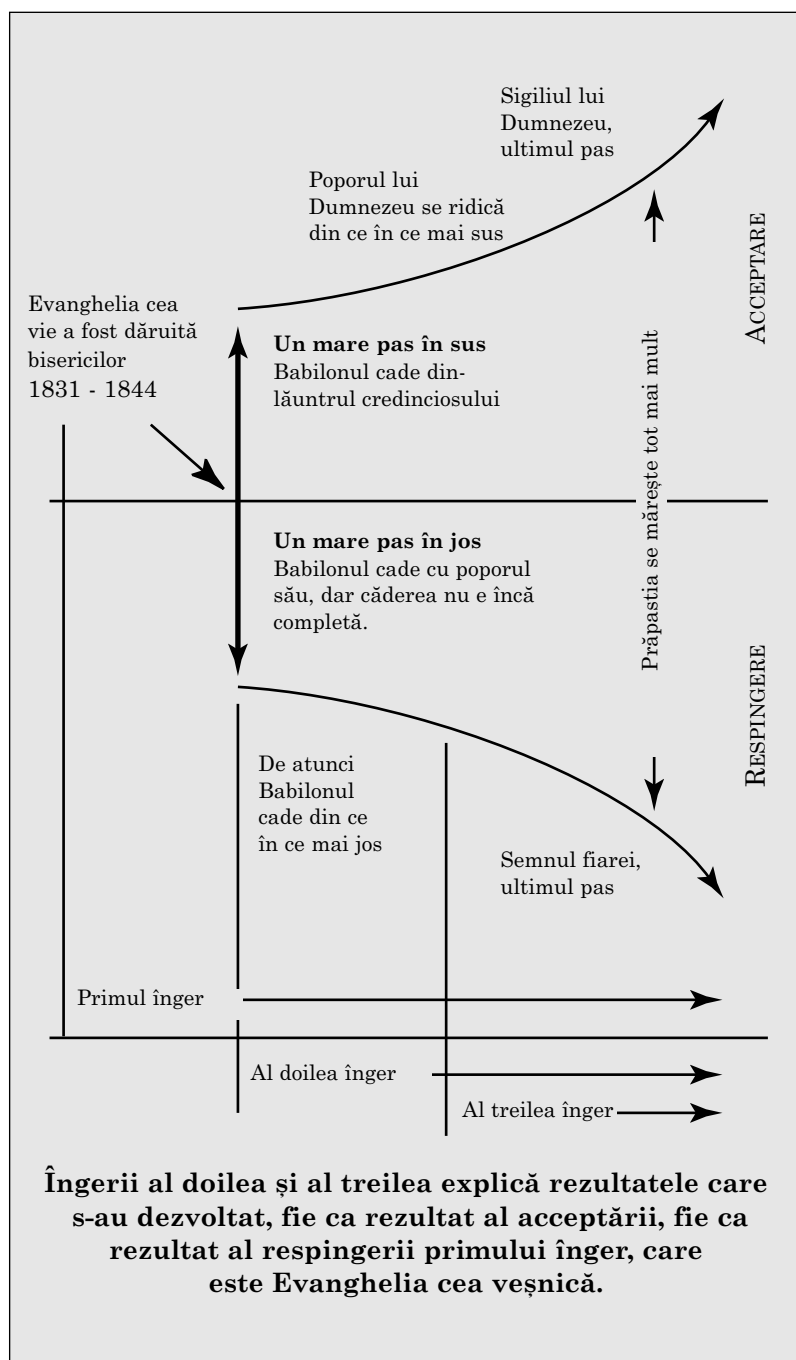 Sigiliul lui
Dumnezeu,
ultimul pas
Poporul lui
Dumnezeu se ridică
din ce în ce mai sus
ACCEPTARE
Evanghelia cea
vie a fost dăruită
bisericilor
1831 - 1844
Un mare pas în sus
Babilonul cade din-
lăuntrul credinciosului
Prăpastia se mărește tot mai mult
Un mare pas în jos
Babilonul cade cu poporul
său, dar căderea nu e încă
completă.
RESPINGERE
De atunci
Babilonul
cade din ce
în ce mai jos
Semnul fiarei,
ultimul pas
Primul înger
Al doilea înger
Al treilea înger
Îngerii al doilea și al treilea explică rezultatele care
s-au dezvoltat, fie ca rezultat al acceptării, fie ca
rezultat al respingerii primului înger, care
este Evanghelia cea veșnică.